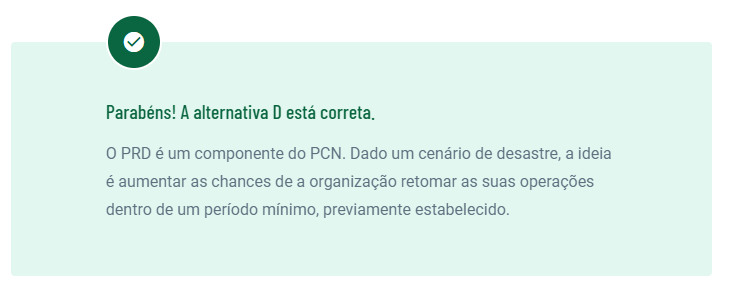 Parabéns! A alternativa D está correta.
O PRD é um componente do PCN. Dado um cenário de desastre, a ideia
é aumentar as chances de a organização retomar as suas operações
dentro de um período mínimo, previamente estabelecido.